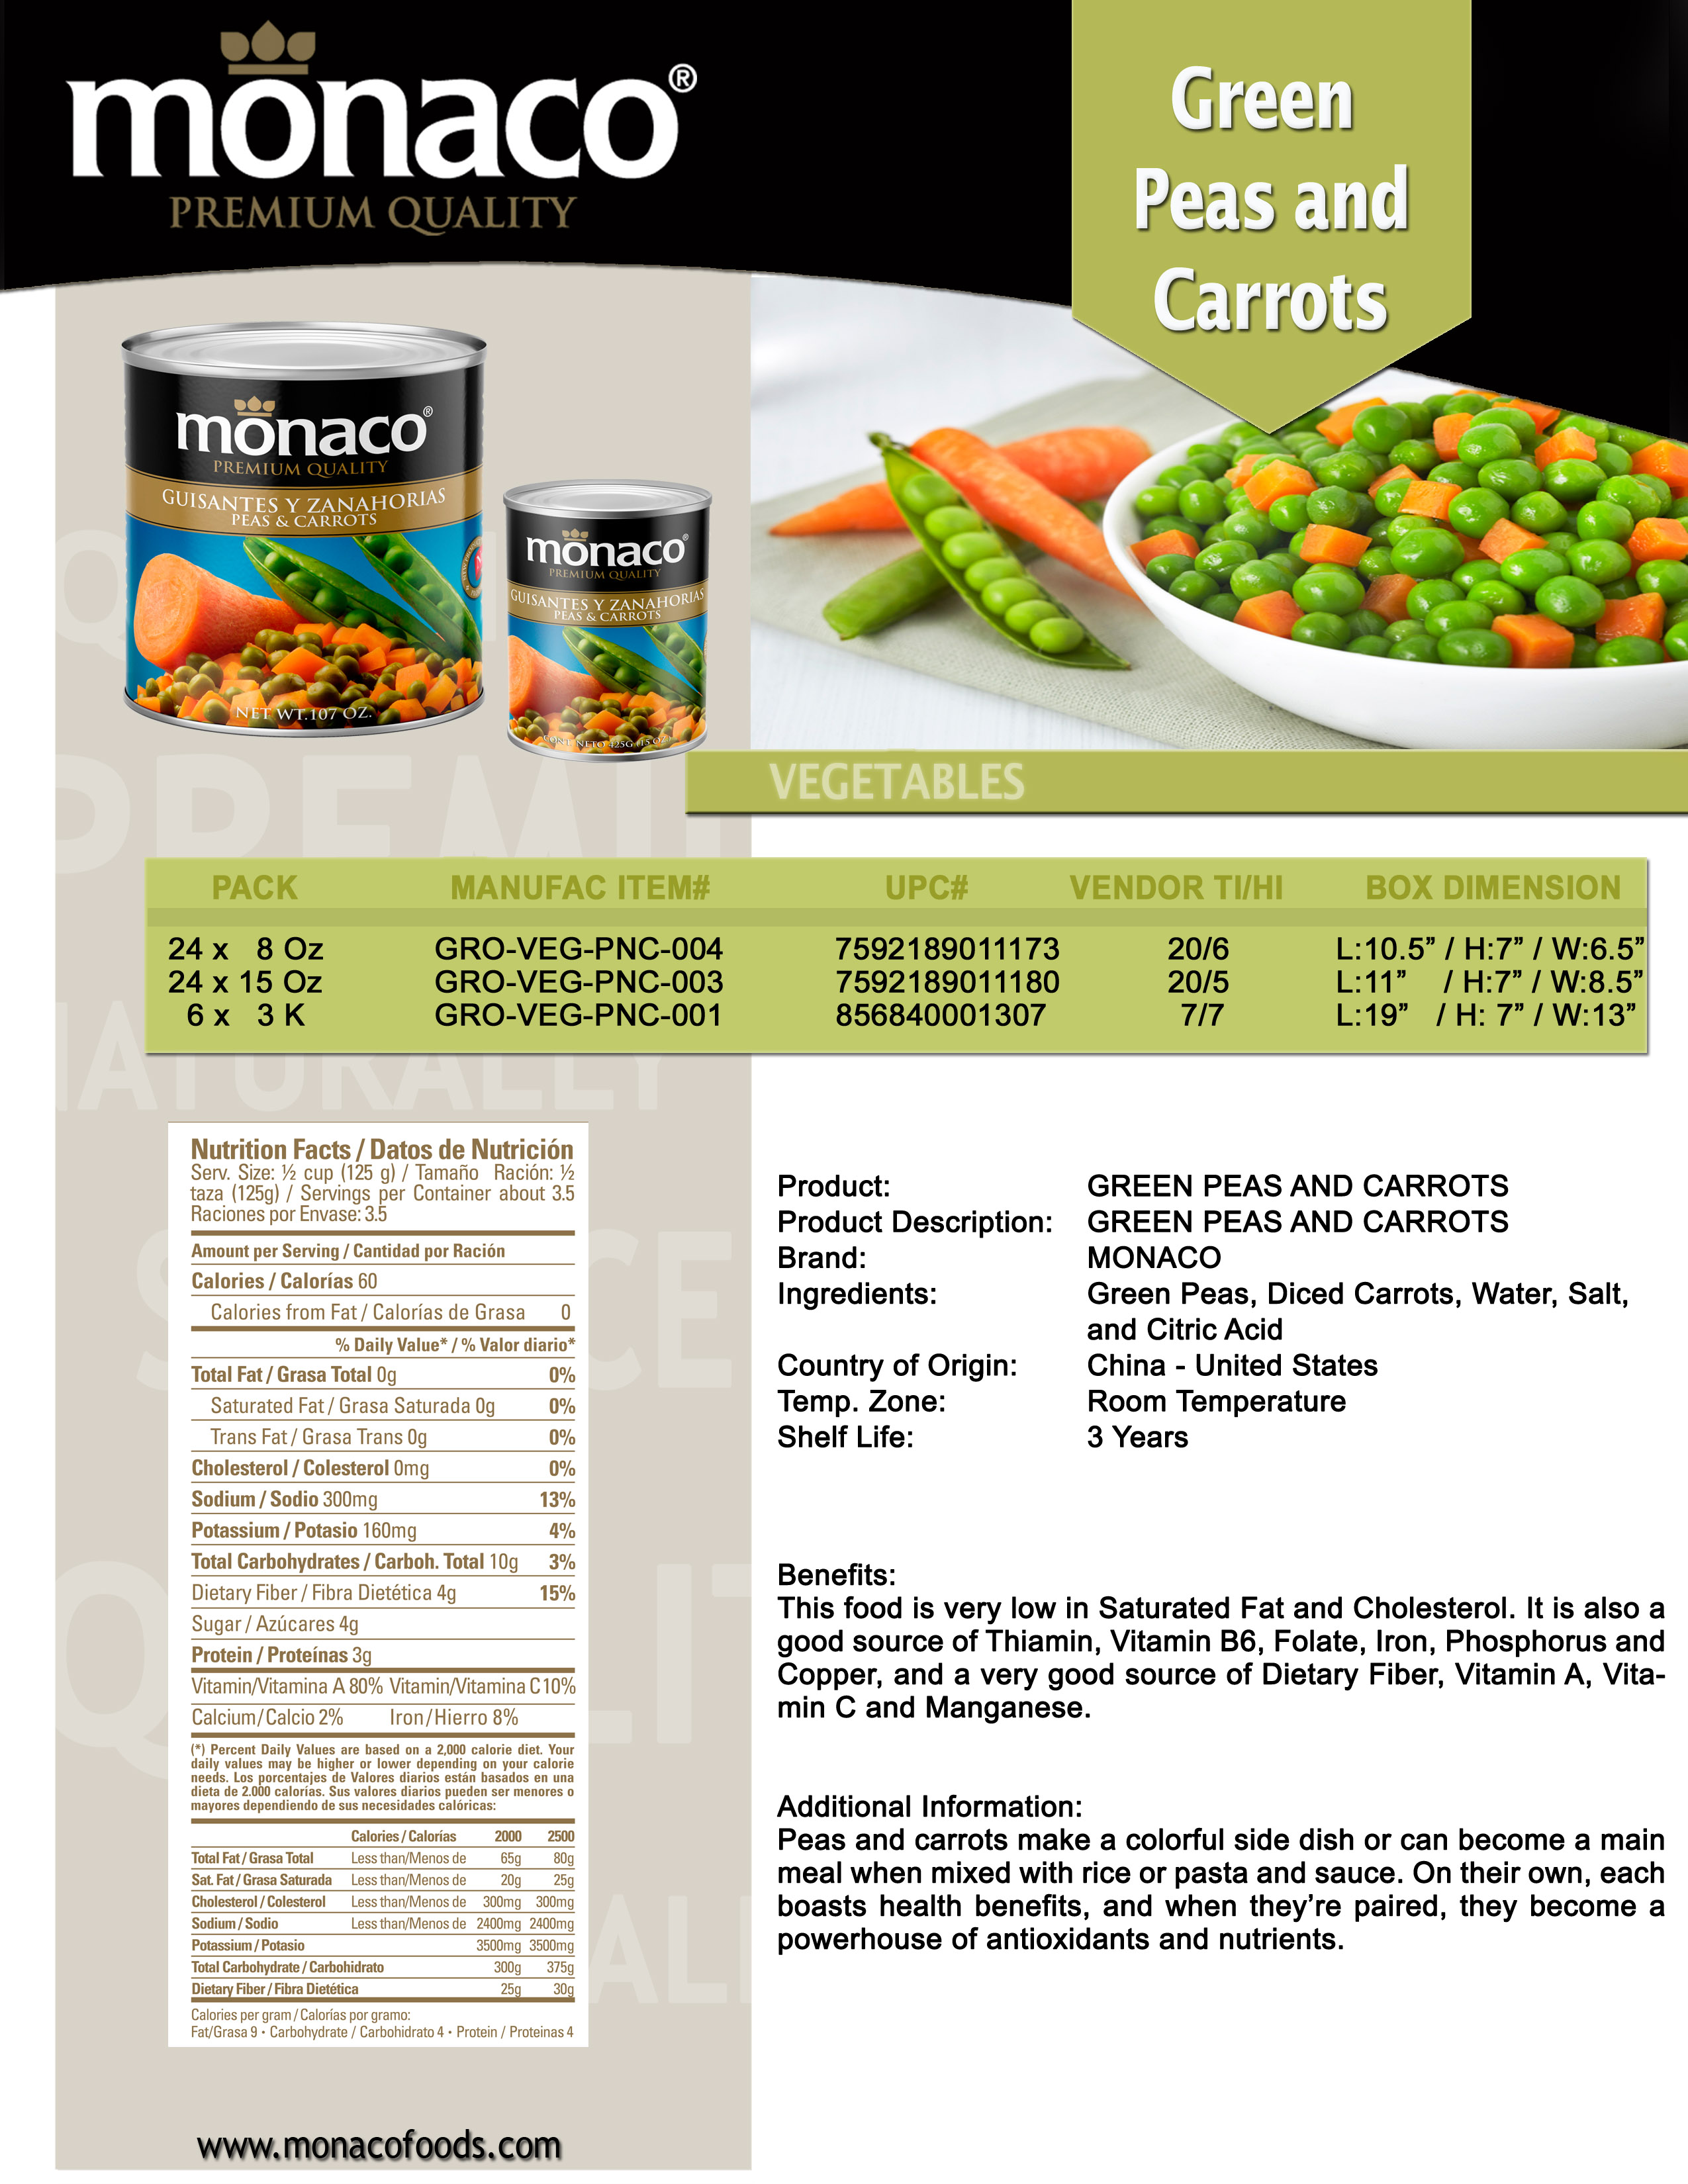 monaco®
PREMIUM QUALITY
Green
Peas and
Carrots
monaco®
PREMIUM QUALITY
GUISANTES Y ZANAHORIAS
PEAS & CARROTS
NET WT.107 OZ.
monaco®
PREMIUM QUALITY
GUISANTES Y ZANAHORIAS
PEAS & CARROTS
CONT. NETO 425G (15 OZ)
VEGETABLES
PACK MANUFAC ITEM# UPC# VENDOR TI/HI BOX DIMENSION
24 x 8 Oz GRO-VEG-PNC-004 7592189011173 20/6 L:10.5” / H:7” / W:6.5”
24 x 15 Oz GRO-VEG-PNC-003 7592189011180 20/5 L:11” / H:7” / W:8.5”
6 x 3 K GRO-VEG-PNC-001 856840001307 7/7 L:19” / H: 7” / W:13”
NATURALLY
Nutrition Facts / Datos de Nutrición
Serv. Size: ½ cup (125 g) / Tamaño Ración: ½
taza (125g) / Servings per Container about 3.5
Raciones por Envase: 3.5
Amount per Serving / Cantidad por Ración
Calories / Calorías 60
Calories from Fat / Calorías de Grasa 0
% Daily Value* / % Valor diario*
Total Fat / Grasa Total 0g 0%
Saturated Fat / Grasa Saturada 0g 0%
Trans Fat / Grasa Trans 0g 0%
Cholesterol / Colesterol 0mg 0%
Sodium / Sodio 300mg 13%
Potassium / Potasio 160mg 4%
Total Carbohydrates / Carboh. Total 10g 3%
Dietary Fiber / Fibra Dietética 4g 15%
Sugar / Azúcares 4g
Protein / Proteínas 3g
Vitamin/Vitamina A 80% Vitamin/Vitamina C 10%
Calcium/Calcio 2% Iron/Hierro 8%
(*) Percent Daily Values are based on a 2,000 calorie diet. Your
daily values may be higher or lower depending on your calorie
needs. Los porcentajes de Valores diarios están basados en una
dieta de 2.000 calorías. Sus valores diarios pueden ser menores o
mayores dependiendo de sus necesidades calóricas:
Calories / Calorías 2000 2500
Total Fat / Grasa Total Less than/Menos de 65g 80g
Sat. Fat / Grasa Saturada Less than/Menos de 20g 25g
Cholesterol / Colesterol Less than/Menos de 300mg 300mg
Sodium / Sodio Less than/Menos de 2400mg 2400mg
Potassium / Potasio 3500mg 3500mg
Total Carbohydrate / Carbohidrato 300g 375g
Dietary Fiber / Fibra Dietética 25g 30g
Calories per gram / Calorías por gramo:
Fat/Grasa 9 • Carbohydrate / Carbohidrato 4 • Protein / Proteinas 4
Product: GREEN PEAS AND CARROTS
Product Description: GREEN PEAS AND CARROTS
Brand: MONACO
Ingredients: Green Peas, Diced Carrots, Water, Salt,
and Citric Acid
Country of Origin: China - United States
Temp. Zone: Room Temperature
Shelf Life: 3 Years
Benefits:
This food is very low in Saturated Fat and Cholesterol. It is also a
good source of Thiamin, Vitamin B6, Folate, Iron, Phosphorus and
Copper, and a very good source of Dietary Fiber, Vitamin A, Vita-
min C and Manganese.
Additional Information:
Peas and carrots make a colorful side dish or can become a main
meal when mixed with rice or pasta and sauce. On their own, each
boasts health benefits, and when they’re paired, they become a
powerhouse of antioxidants and nutrients.
www.monacofoods.com